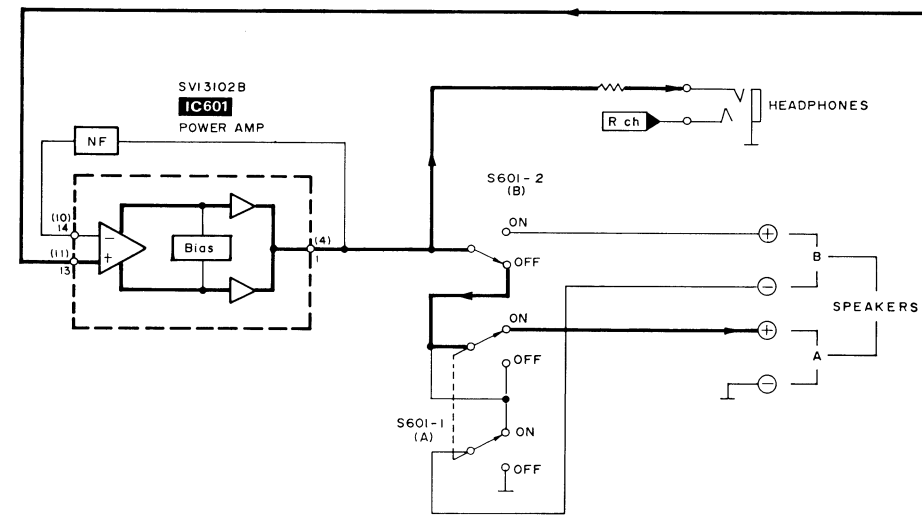 SVI3102B
IC601
POWER AMP
NF
HEADPHONES
R ch
S601-2
(B)
(10)
14
ON
Bias
(4)
1
(11)
13
OFF
B
SPEAKERS
ON
A
OFF
S601-1
(A)
ON
OFF